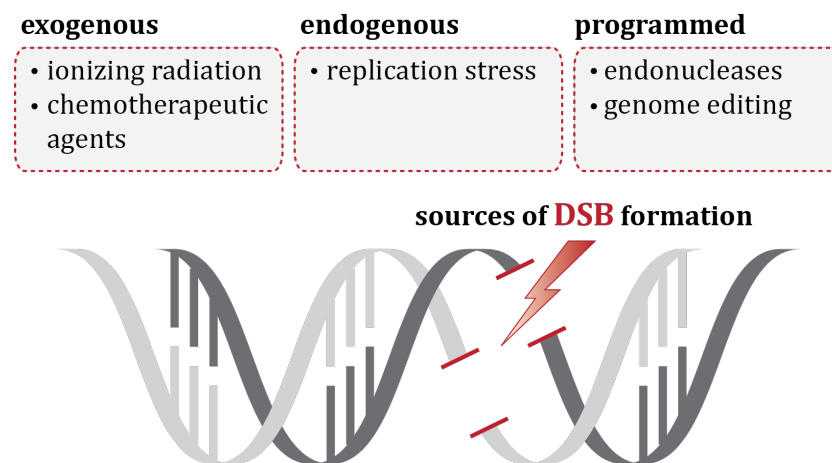 exogenous
• ionizing radiation
• chemotherapeutic
agents
endogenous
• replication stress
programmed
• endonucleases
• genome editing
sources of DSB formation